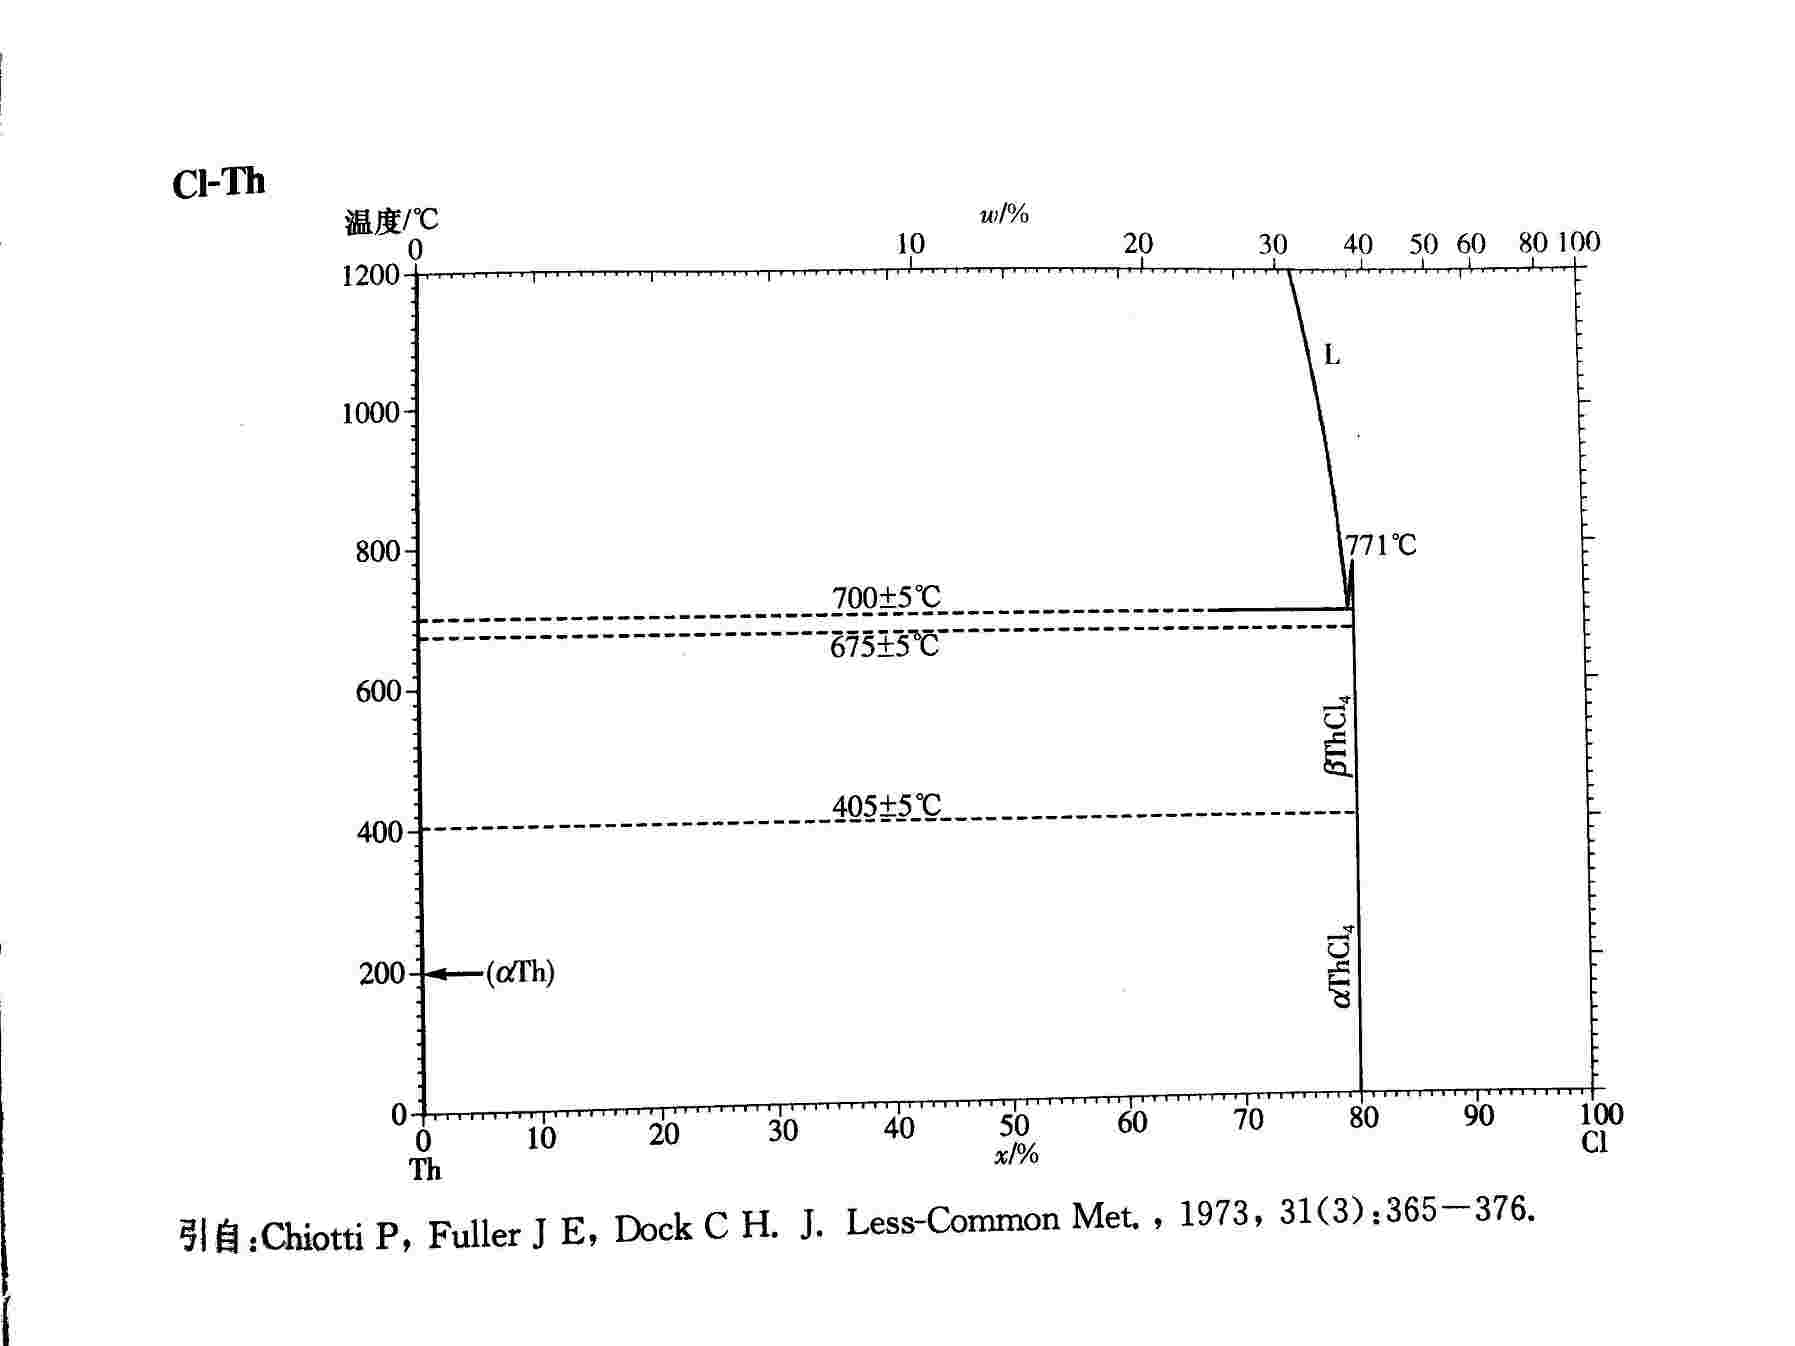 Cl-Th
w/%
温度/℃
0 10 20 30 40 50 60 80 100
1200
L
1000
771℃
800
700±5℃
675±5℃
600
βThCl₄
405±5℃
400
αThCl₄
200
(αTh)
0
0 10 20 30 40 50 60 70 80 90 100
Th x/% Cl
引自:Chiotti P, Fuller J E, Dock C H. J. Less-Common Met. , 1973, 31(3):365—376.